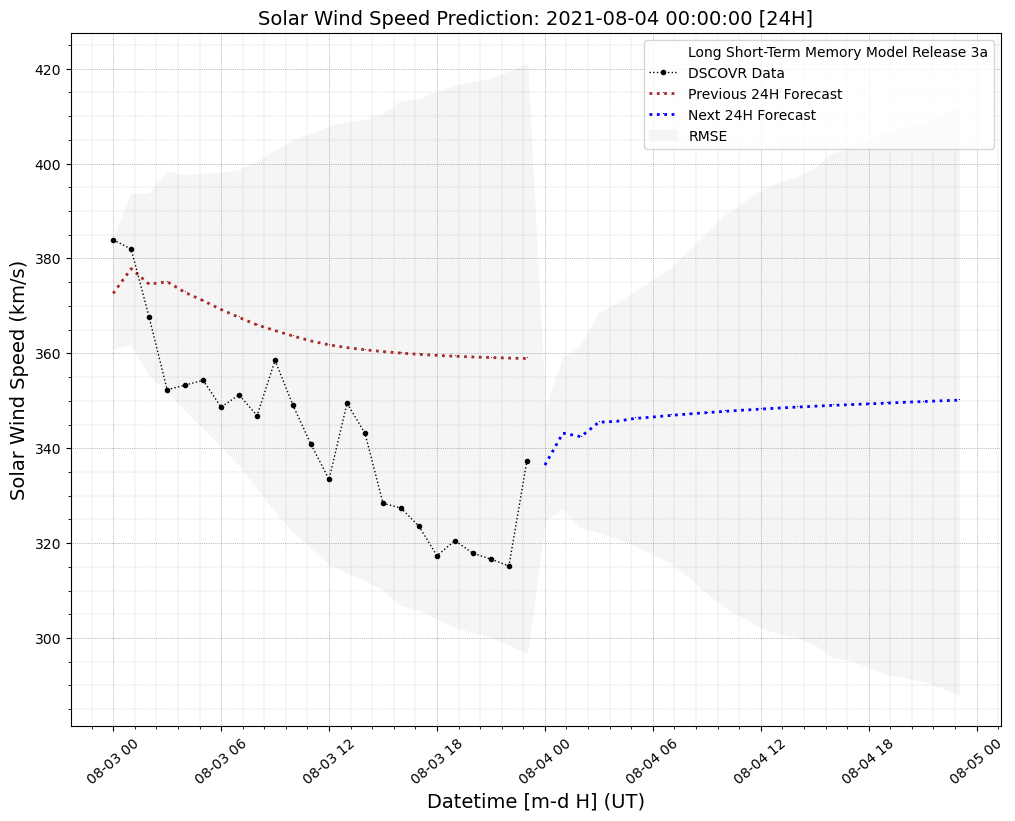 Solar Wind Speed Prediction: 2021-08-04 00:00:00 [24H]
Long Short-Term Memory Model Release 3a
DSCOVR Data
Previous 24H Forecast
Next 24H Forecast
RMSE
Solar Wind Speed (km/s)
420
400
380
360
340
320
300
08-03 00
08-03 06
08-03 12
08-03 18
08-04 00
08-04 06
08-04 12
08-04 18
08-05 00
Datetime [m-d H] (UT)